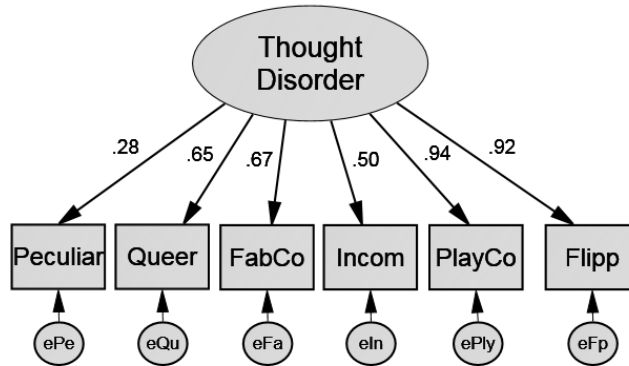 Thought
Disorder
.28
.65
.67
.50
.94
.92
Peculiar
Queer
FabCo
Incom
PlayCo
Flipp
ePe
eQu
eFa
eIn
ePly
eFp